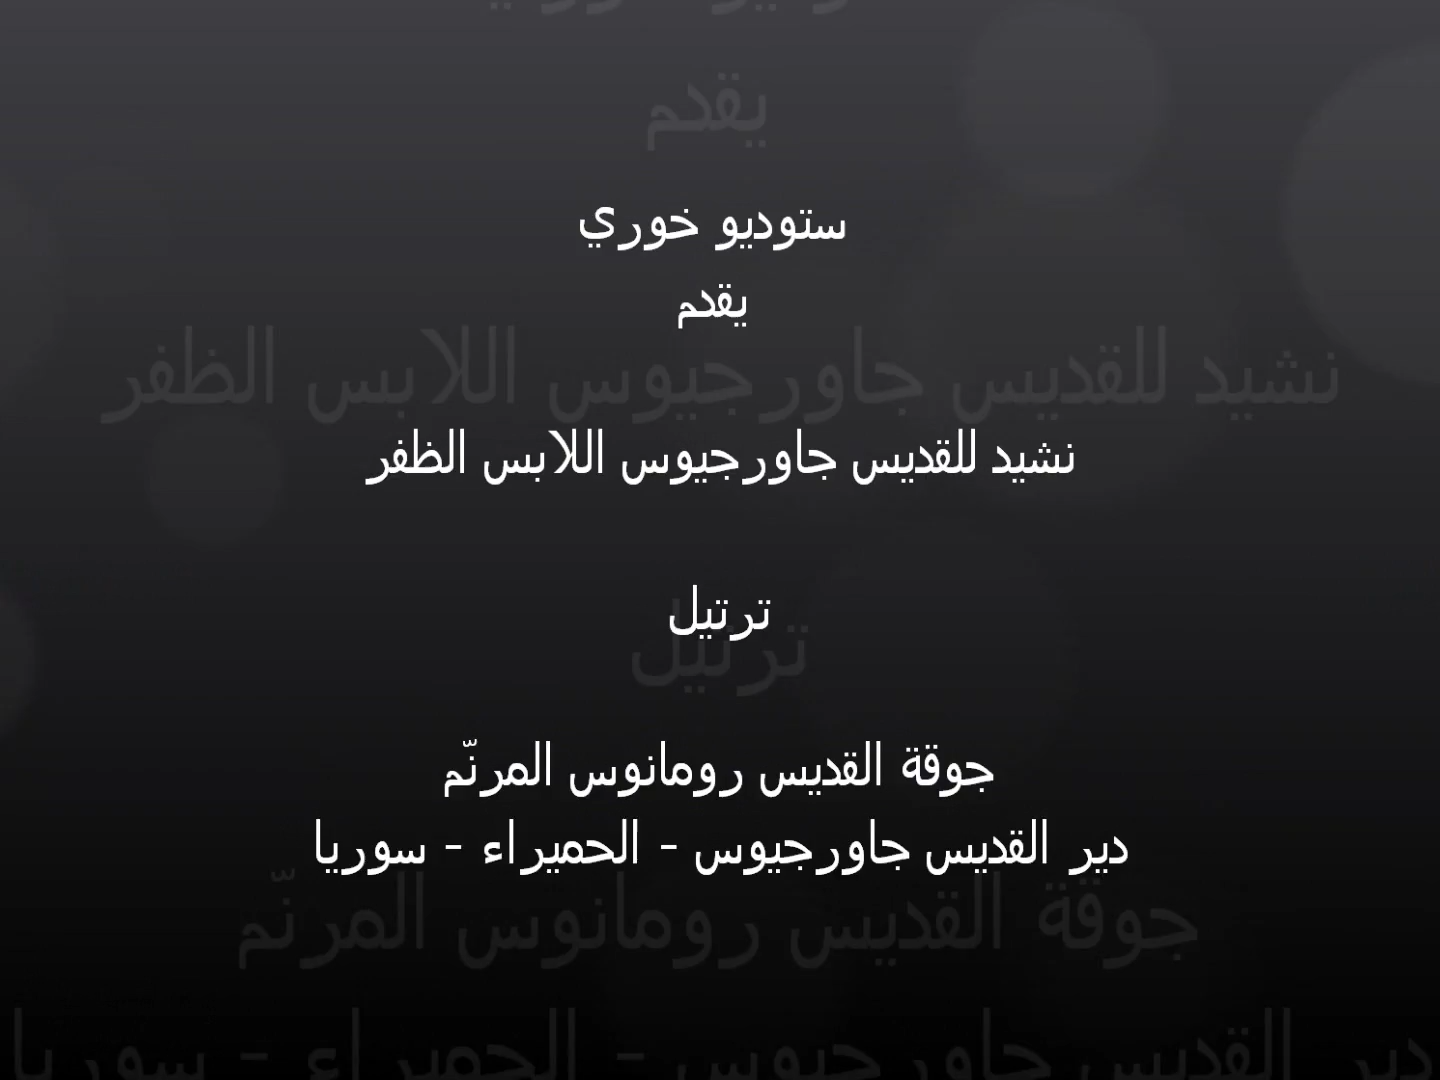 ستوديو خوري
يقدم
نشيد للقديس جاورجيوس اللابس الظفر
ترتيل
جوقة القديس رومانوس المرنّم
دير القديس جاورجيوس - الحميراء - سوريا